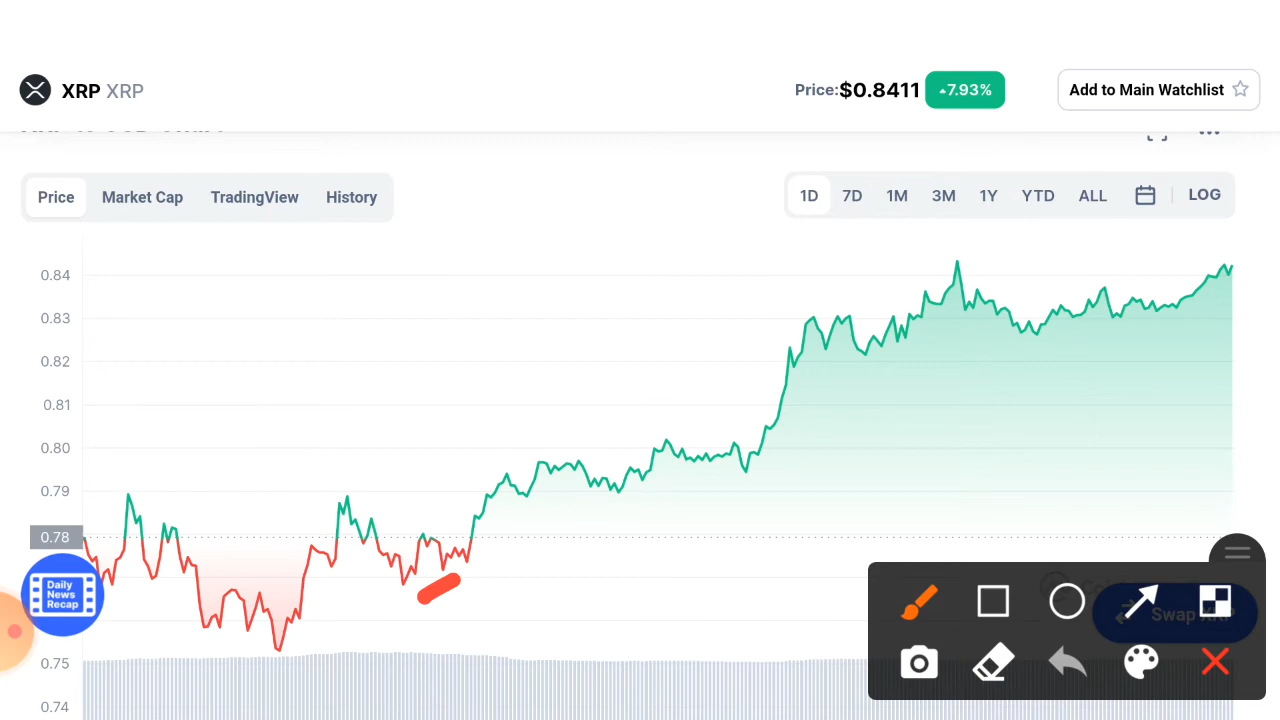 XRP XRP
Price:$0.8411 7.93%
Add to Main Watchlist
Price Market Cap TradingView History
1D 7D 1M 3M 1Y YTD ALL LOG
0.84
0.83
0.82
0.81
0.80
0.79
0.78
Daily
News
Recap
Swap XRP
0.75
0.74